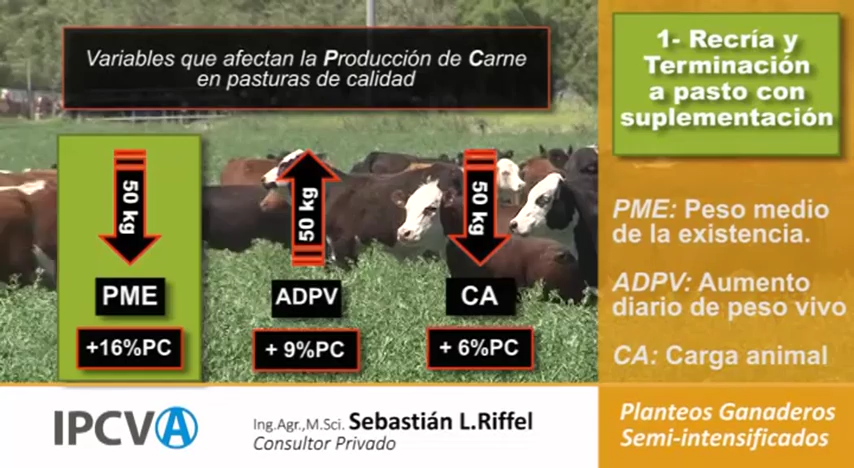 Variables que afectan la Producción de Carne
en pasturas de calidad
1- Recría y
Terminación
a pasto con
suplementación
50 kg
50 kg
50 kg
PME
ADPV
CA
+16%PC
+ 9%PC
+ 6%PC
PME: Peso medio
de la existencia.
ADPV: Aumento
diario de peso vivo
CA: Carga animal
IPCVA
Ing.Agr.,M.Sci. Sebastián L.Riffel
Consultor Privado
Planteos Ganaderos
Semi-intensificados